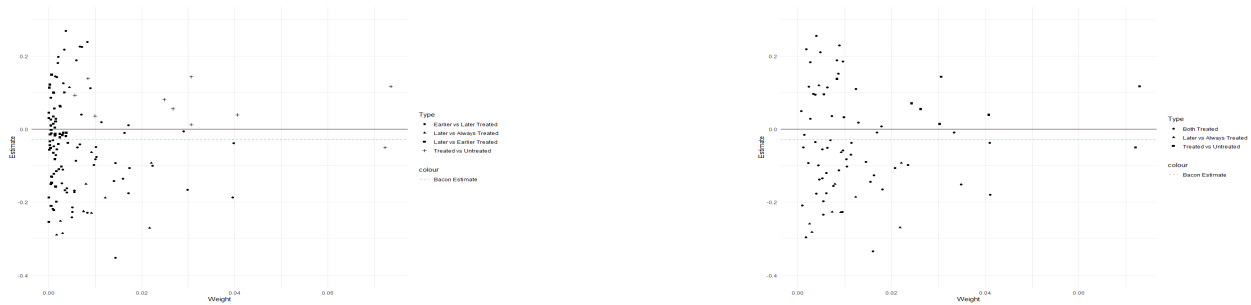 0.2
0.0
-0.2
-0.4
Estimate
0.00
0.02
0.04
0.06
Weight
Type
Earlier vs Later Treated
Later vs Always Treated
Later vs Earlier Treated
Treated vs Untreated
colour
Bacon Estimate
0.2
0.0
-0.2
-0.4
Estimate
0.00
0.02
0.04
0.06
Weight
Type
Both Treated
Later vs Always Treated
Treated vs Untreated
colour
Bacon Estimate